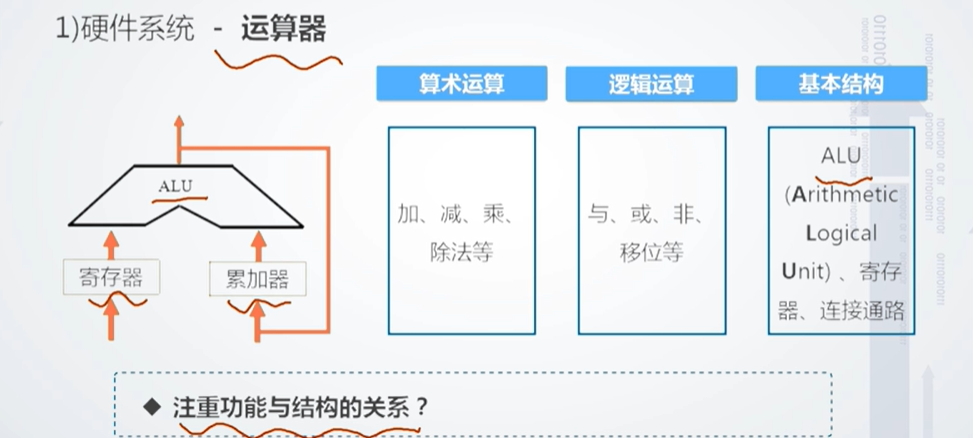 1)硬件系统 - 运算器
算术运算
逻辑运算
基本结构
ALU
寄存器
累加器
加、减、乘、
除法等
与、或、非、
移位等
ALU
(Arithmetic
Logical
Unit) 、寄存
器、连接通路
◆ 注重功能与结构的关系？